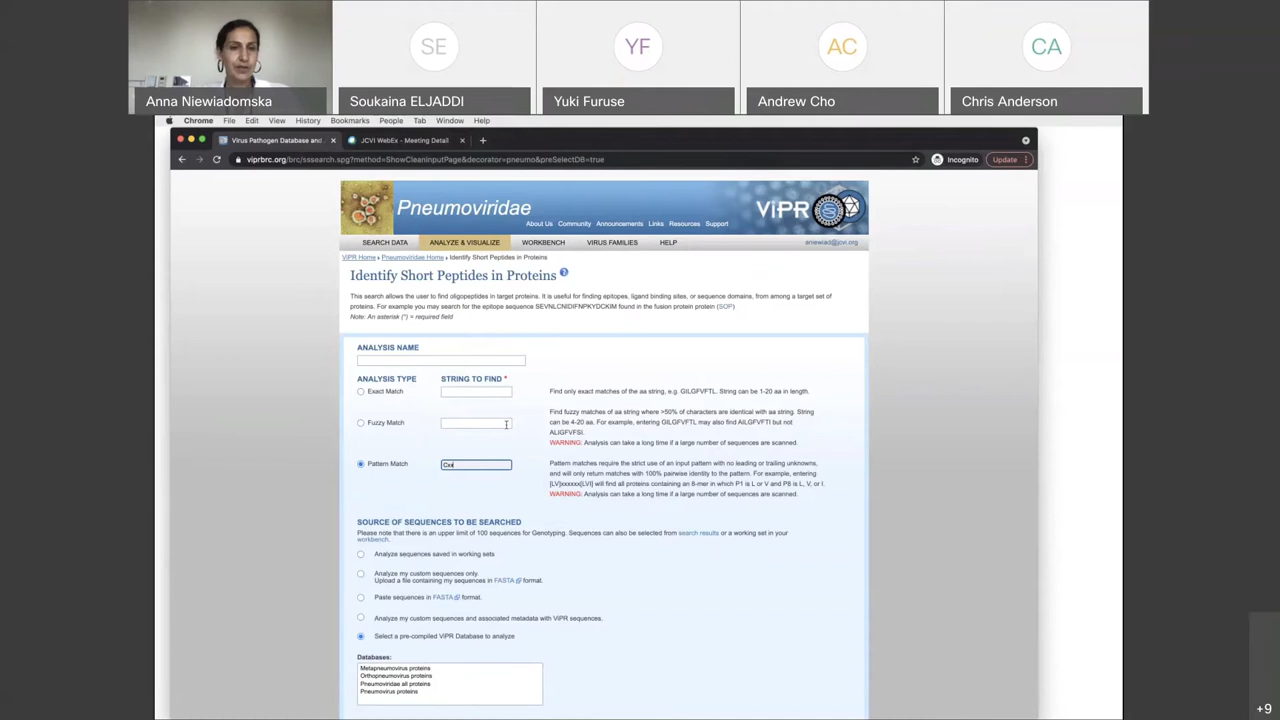 SE
YF
AC
CA
Anna Niewiadomska
Soukaina ELJADDI
Yuki Furuse
Andrew Cho
Chris Anderson
Chrome File Edit View History Bookmarks People Tab Window Help
Virus Pathogen Database and
JCVI WebEx - Meeting Detail
viprbrc.org/brc/sssearch.spg?method=ShowCleanInputPage&decorator=pneumo&preSelectDB=true
Incognito
Update
Pneumoviridae
ViPR
About Us Community Announcements Links Resources Support
SEARCH DATA ANALYZE & VISUALIZE WORKBENCH VIRUS FAMILIES HELP
aniewiad@jcvi.org
ViPR Home › Pneumoviridae Home › Identify Short Peptides in Proteins
Identify Short Peptides in Proteins
This search allows the user to find oligopeptides in target proteins. It is useful for finding epitopes, ligand binding sites, or sequence domains, from among a target set of
proteins. For example you may search for the epitope sequence SEVNLCNIDIFNPKYDCKIM found in the fusion protein protein (SOP)
Note: An asterisk (*) = required field
ANALYSIS NAME
ANALYSIS TYPE
STRING TO FIND *
Exact Match
Find only exact matches of the aa string, e.g. GILGFVFTL. String can be 1-20 aa in length.
Fuzzy Match
Find fuzzy matches of aa string where >50% of characters are identical with aa string. String
can be 4-20 aa. For example, entering GILGFVFTL may also find AILGFVFTI but not
ALIGFVFSI.
WARNING: Analysis can take a long time if a large number of sequences are scanned.
Pattern Match
Cxx
Pattern matches require the strict use of an input pattern with no leading or trailing unknowns,
and will only return matches with 100% pairwise identity to the pattern. For example, entering
[LV]xxxxxx[LVI] will find all proteins containing an 8-mer in which P1 is L or V and P8 is L, V, or I.
WARNING: Analysis can take a long time if a large number of sequences are scanned.
SOURCE OF SEQUENCES TO BE SEARCHED
Please note that there is an upper limit of 100 sequences for Genotyping. Sequences can also be selected from search results or a working set in your
workbench.
Analyze sequences saved in working sets
Analyze my custom sequences only.
Upload a file containing my sequences in FASTA format.
Paste sequences in FASTA format.
Analyze my custom sequences and associated metadata with ViPR sequences.
Select a pre-compiled ViPR Database to analyze
Databases:
Metapneumovirus proteins
Orthopneumovirus proteins
Pneumoviridae all proteins
Pneumovirus proteins
+9